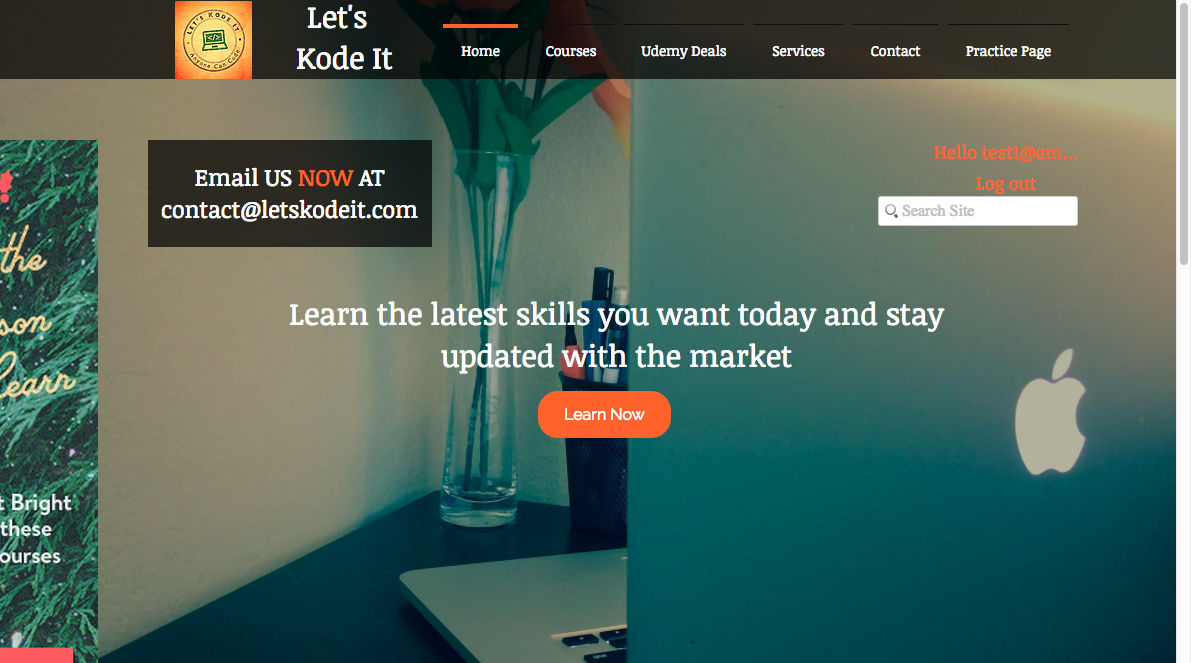 LET'S KODE IT
Anyone Can Code
Let's
Kode It
Home
Courses
Udemy Deals
Services
Contact
Practice Page
the
son
Learn
t Bright
these
ourses
Email US NOW AT
contact@letskodeit.com
Hello test1@em...
Log out
Search Site
Learn the latest skills you want today and stay
updated with the market
Learn Now